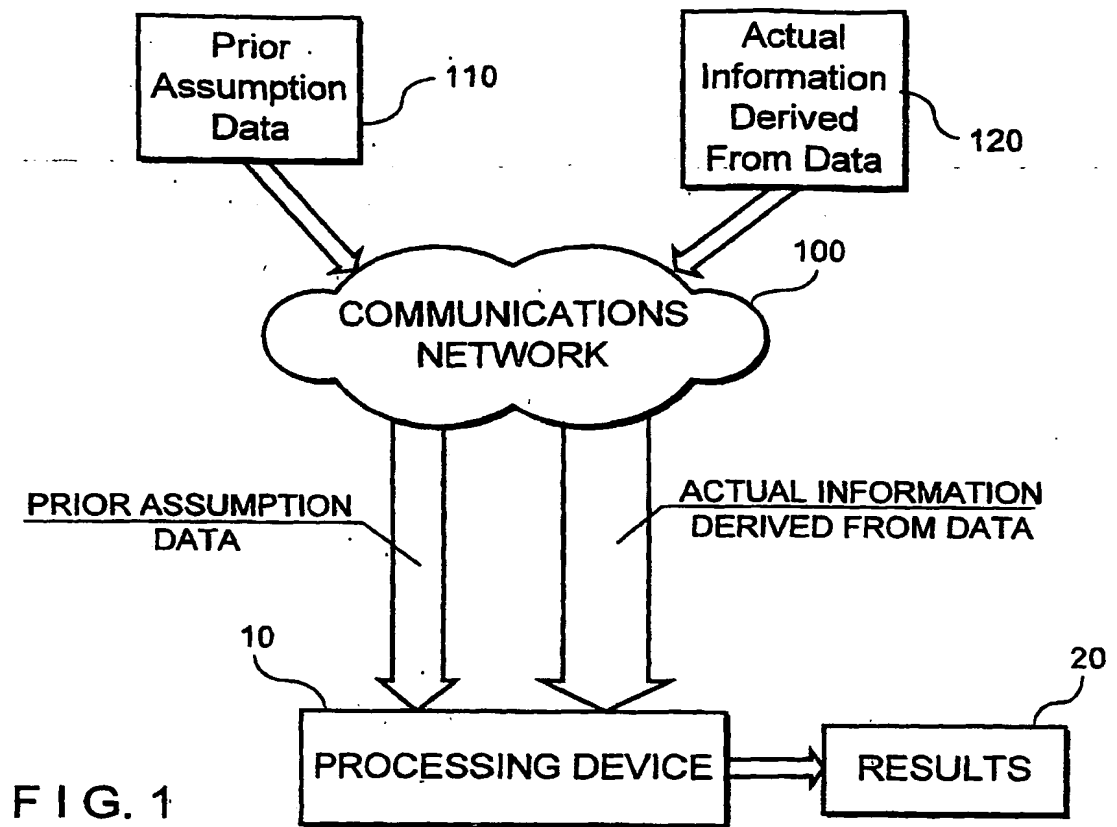 Prior
Assumption
Data
110
Actual
Information
Derived
From Data
120
100
COMMUNICATIONS
NETWORK
PRIOR ASSUMPTION
DATA
ACTUAL INFORMATION
DERIVED FROM DATA
10
20
PROCESSING DEVICE
RESULTS
FIG. 1